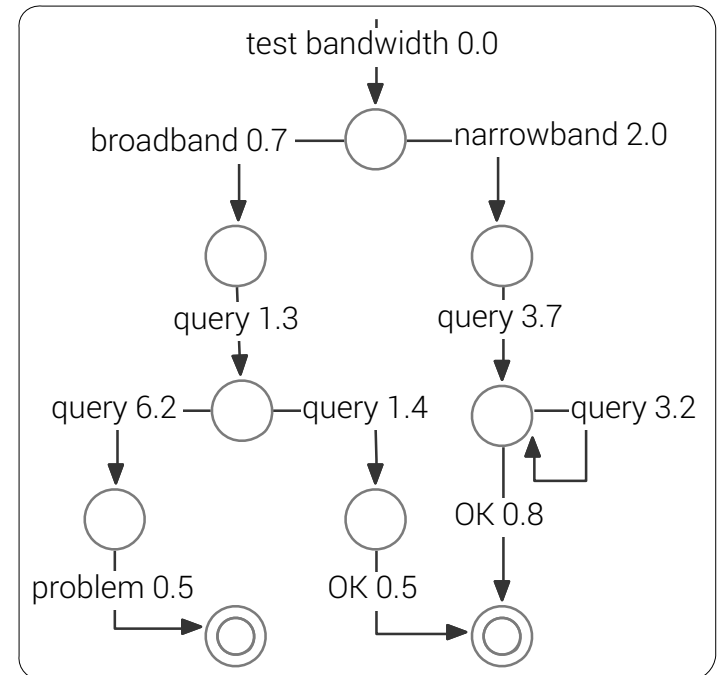 test bandwidth 0.0
broadband 0.7
narrowband 2.0
query 1.3
query 3.7
query 6.2
query 1.4
query 3.2
OK 0.8
problem 0.5
OK 0.5